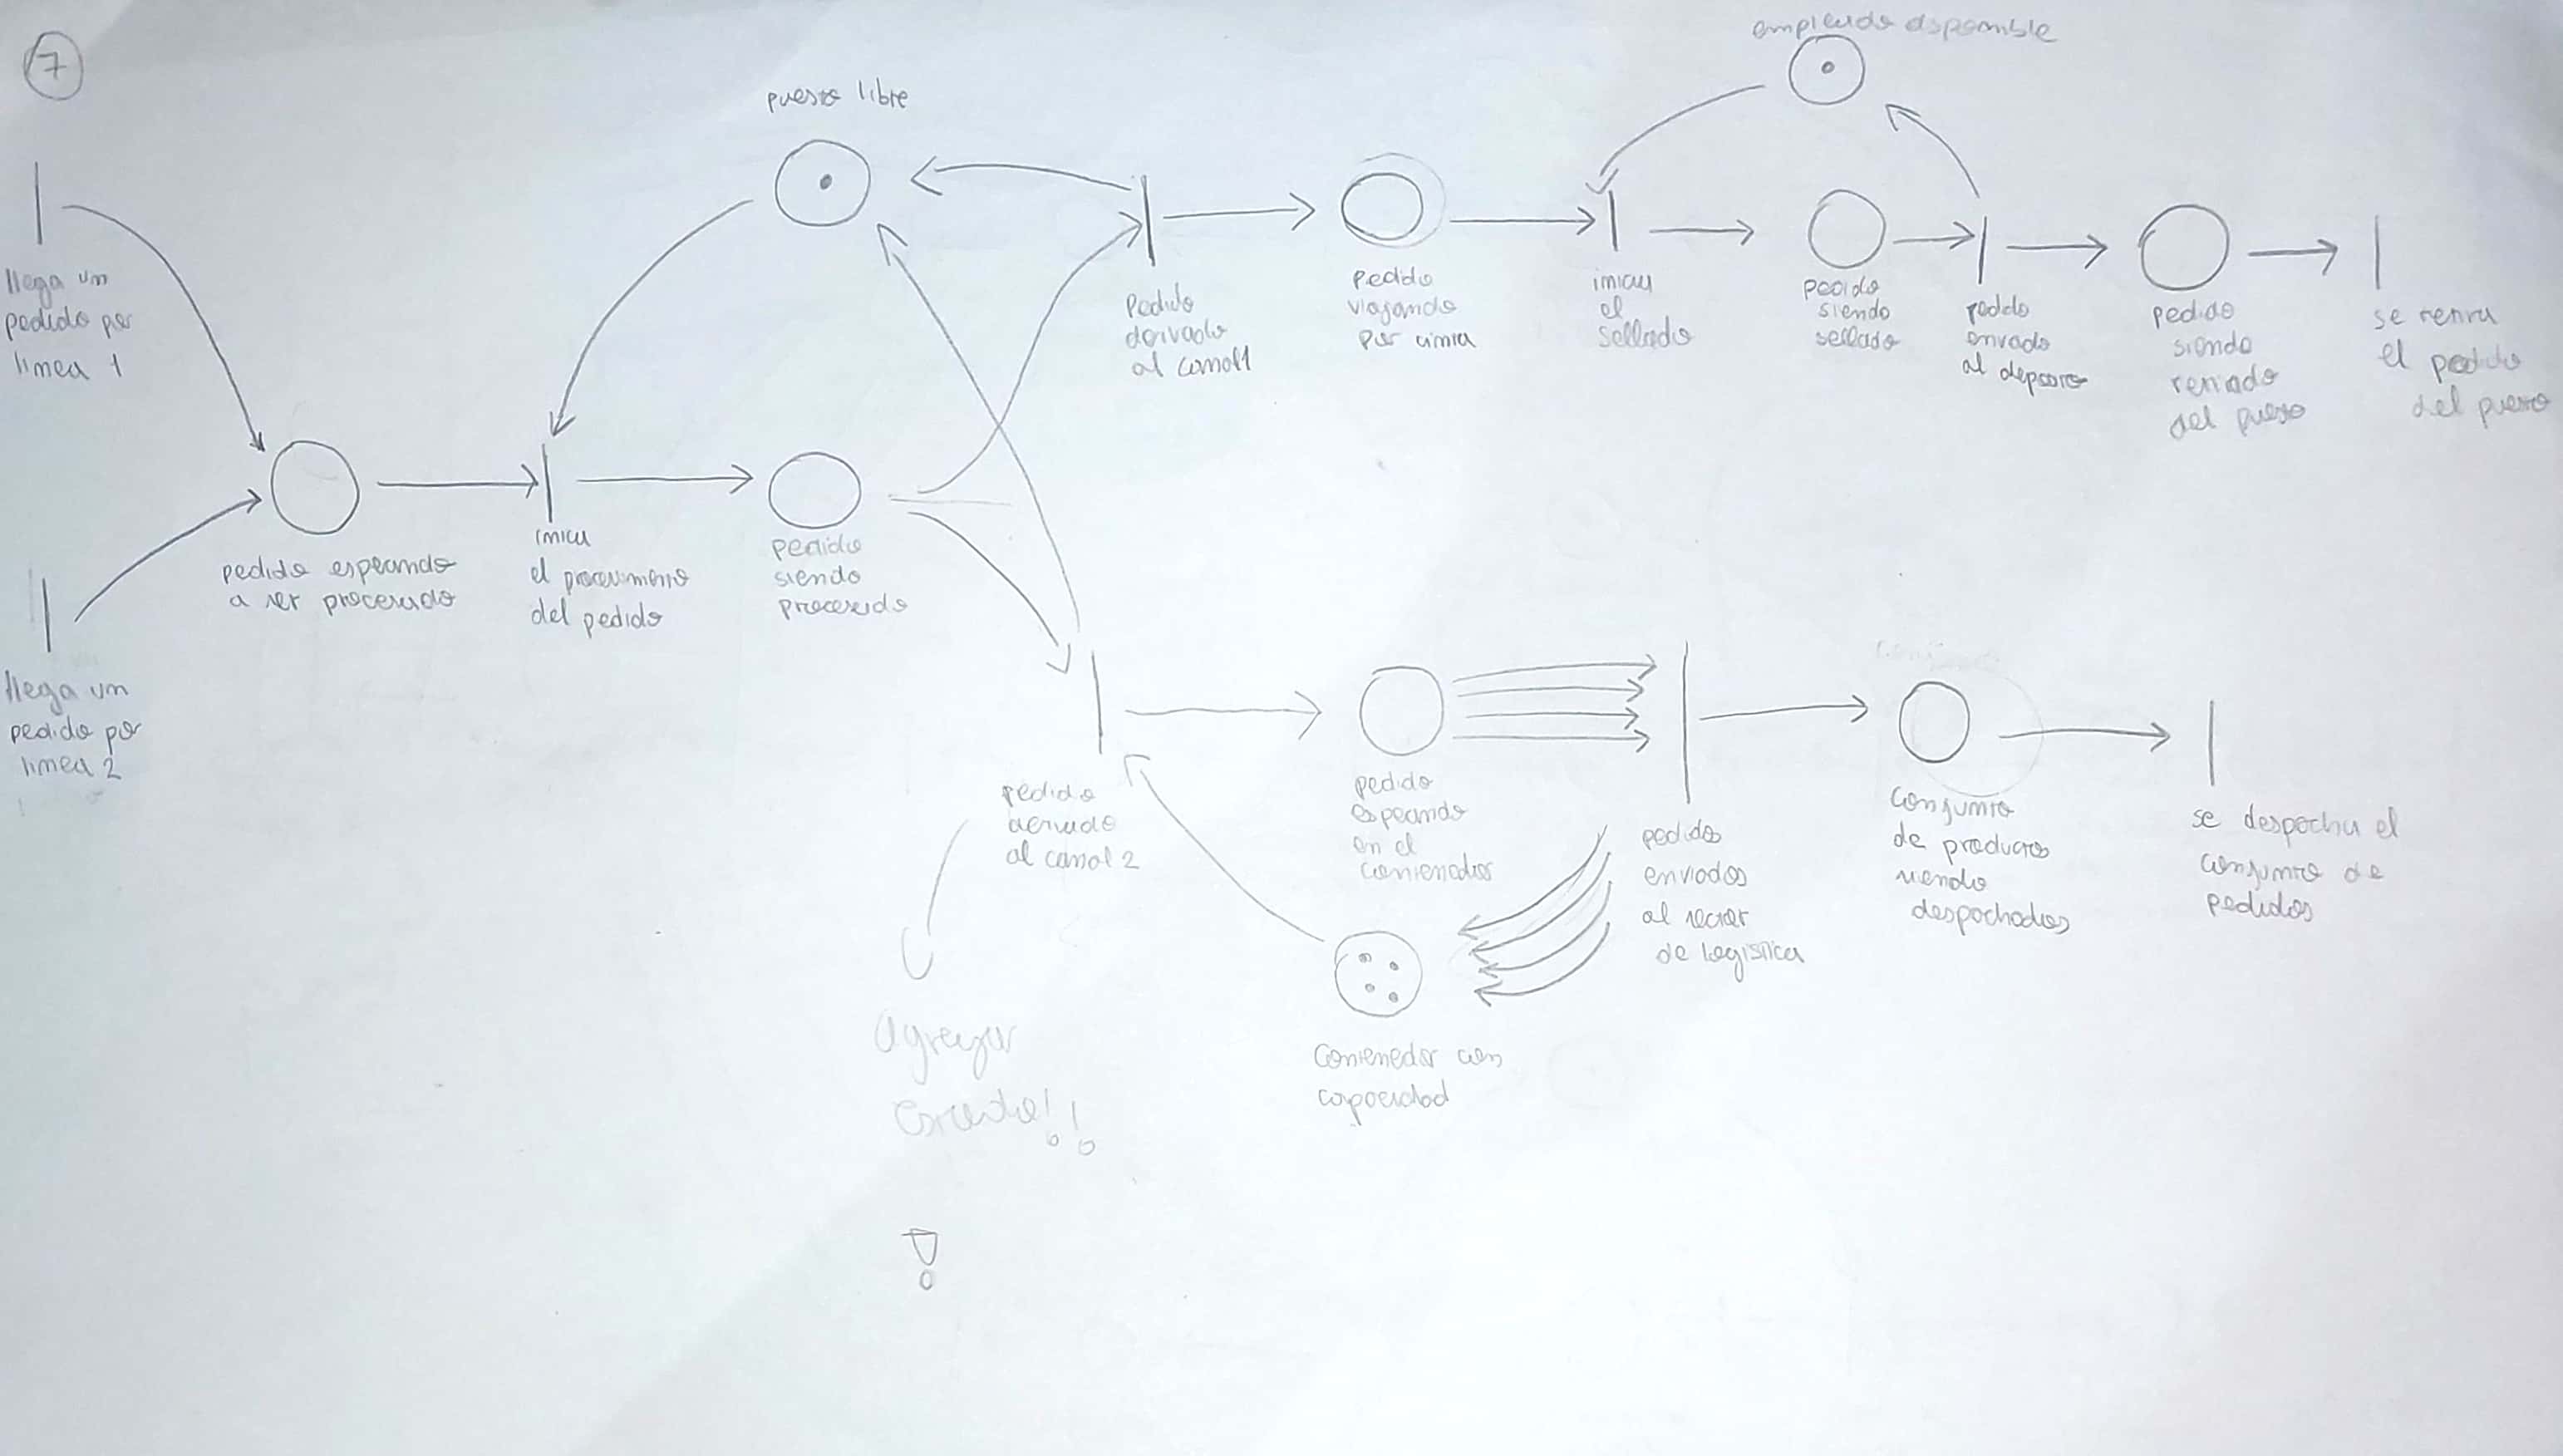 7
empleado disponible
puesto libre
llega un
pedido por
linea 1
Pedido
derivado
al canal 1
pedido
viajando
por cinta
inicia
el
sellado
pedido
siendo
sellado
pedido
enviado
al deposito
pedido
siendo
retirado
del puesto
se retira
el pedido
del puesto
pedido esperando
a ser procesado
inicia
el procesamiento
del pedido
pedido
siendo
procesado
llega un
pedido por
linea 2
pedido
derivado
al canal 2
pedido
esperando
en el
contenedor
pedidos
enviados
al sector
de logistica
Conjunto
de productos
siendo
despachados
se despacha el
conjunto de
pedidos
Contenedor con
capacidad
Agregar